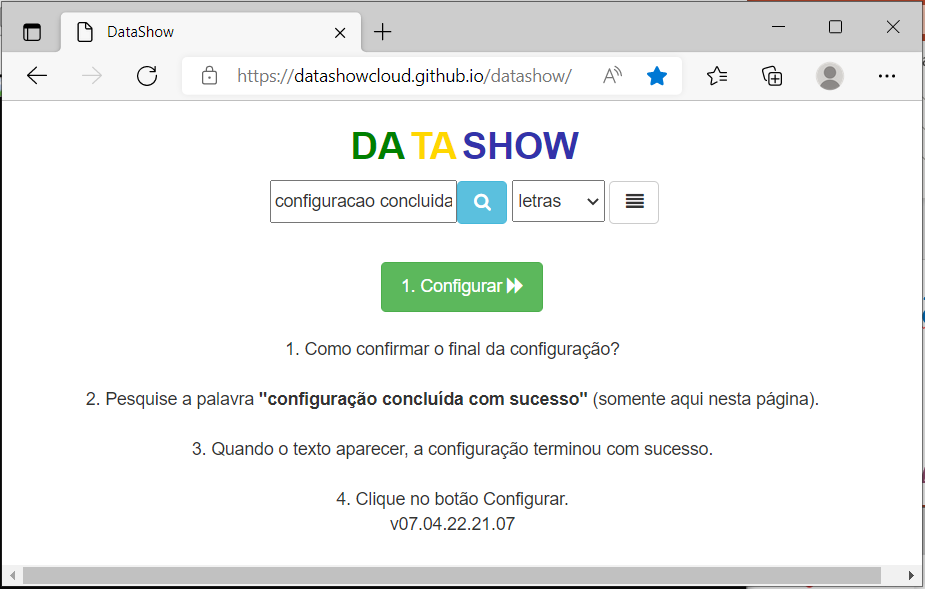 DataShow
https://datashowcloud.github.io/datashow/
DATASHOW
configuracao concluida
letras
1. Configurar
1. Como confirmar o final da configuração?
2. Pesquise a palavra "configuração concluída com sucesso" (somente aqui nesta página).
3. Quando o texto aparecer, a configuração terminou com sucesso.
4. Clique no botão Configurar.
v07.04.22.21.07